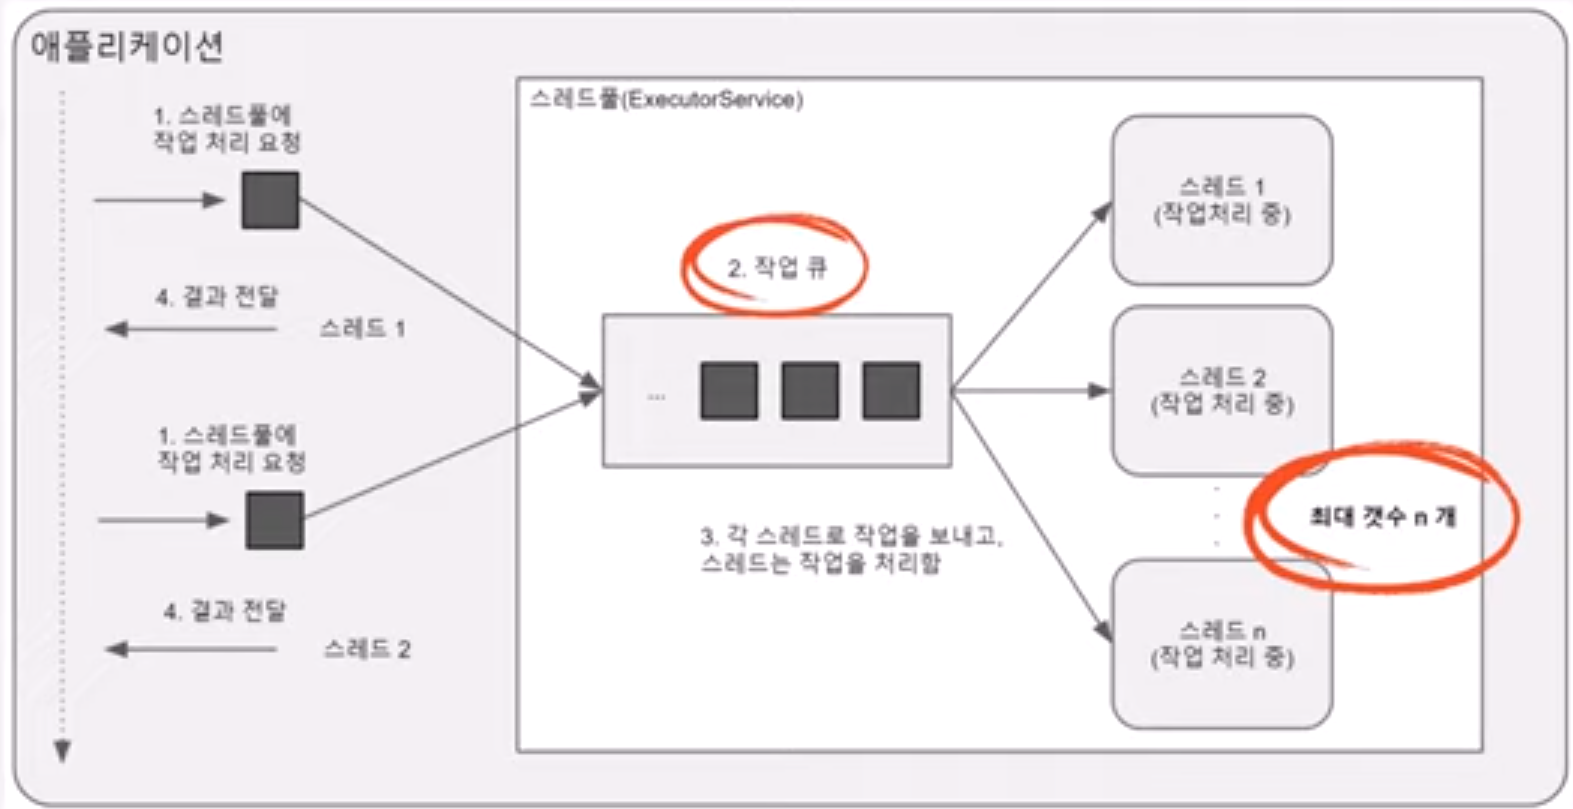 애플리케이션
1. 스레드풀에
작업 처리 요청
4. 결과 전달
스레드 1
1. 스레드풀에
작업 처리 요청
4. 결과 전달
스레드 2
스레드풀(ExecutorService)
2. 작업 큐
...
3. 각 스레드로 작업을 보내고,
스레드는 작업을 처리함
스레드 1
(작업처리 중)
스레드 2
(작업 처리 중)
최대 갯수 n 개
스레드 n
(작업 처리 중)